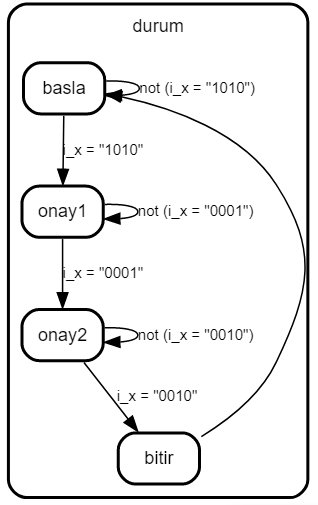 durum
basla
not (i_x = "1010")
i_x = "1010"
onay1
not (i_x = "0001")
i_x = "0001"
onay2
not (i_x = "0010")
i_x = "0010"
bitir